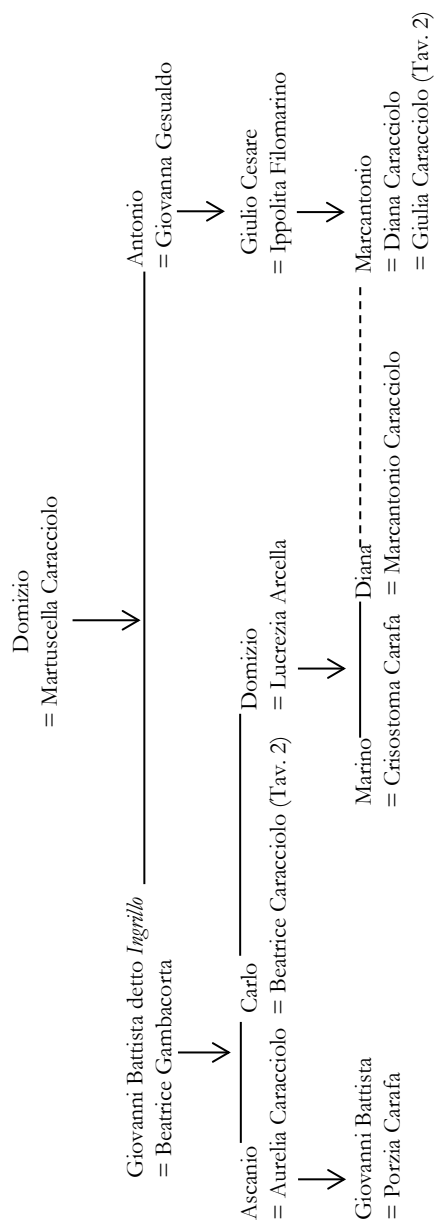 Domizio
= Martuscella Caracciolo
Giovanni Battista detto Ingrillo
= Beatrice Gambacorta
Antonio
= Giovanna Gesualdo
Ascanio
= Aurelia Caracciolo
Carlo
= Beatrice Caracciolo (Tav. 2)
Domizio
= Lucrezia Arcella
Giulio Cesare
= Ippolita Filomarino
Giovanni Battista
= Porzia Carafa
Marino
= Crisostoma Carafa
Diana
= Marcantonio Caracciolo
Marcantonio
= Diana Caracciolo
= Giulia Caracciolo (Tav. 2)